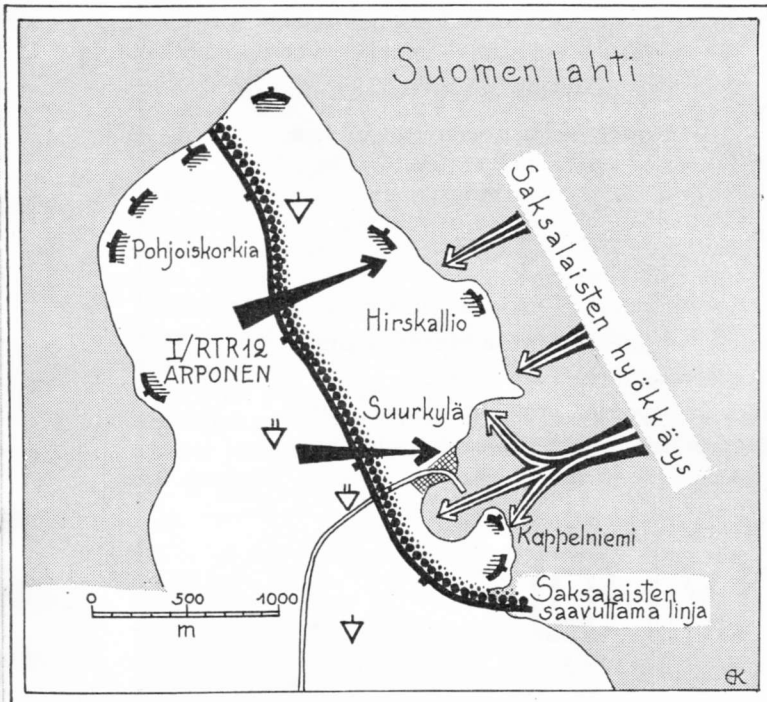 Suomen lahti
Saksalaisten hyökkäys
Pohjoiskorkia
Hirskallio
I/RTR12
ARPONEN
Suurkylä
Kappelniemi
Saksalaisten
saavuttama linja
0 500 1000
m
EK